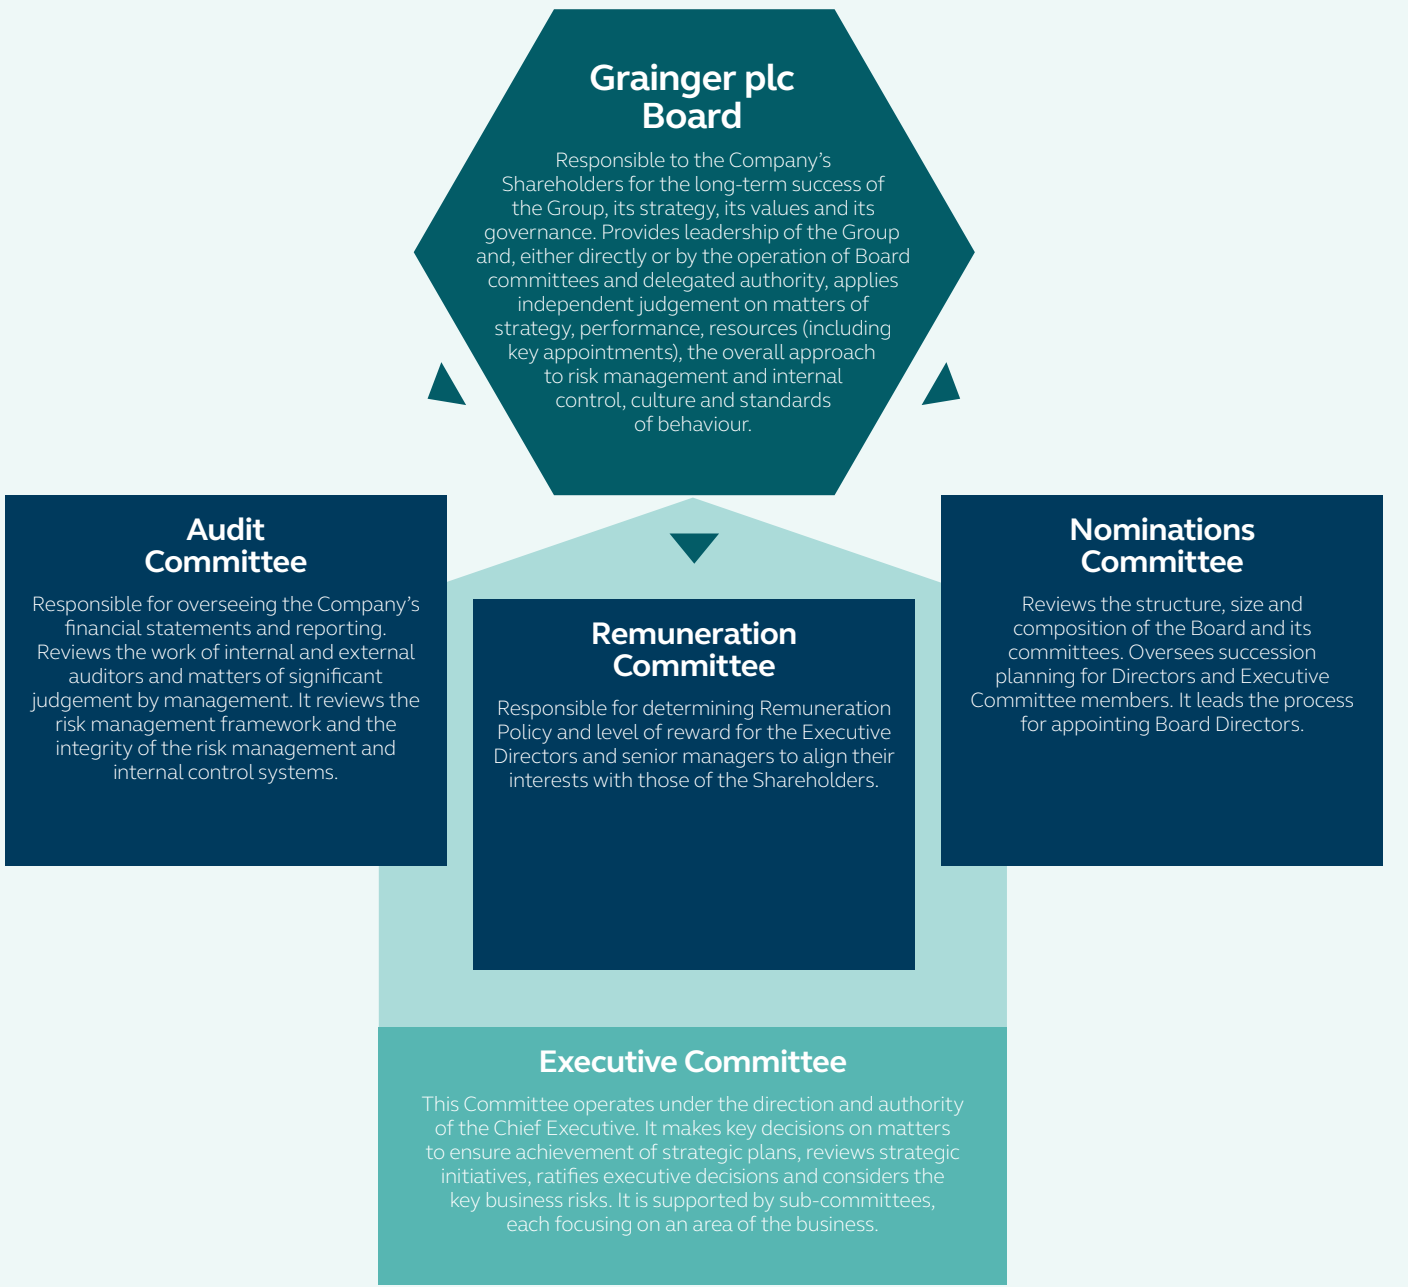 Grainger plc
Board
Responsible to the Company’s
Shareholders for the long-term success of
the Group, its strategy, its values and its
governance. Provides leadership of the Group
and, either directly or by the operation of Board
committees and delegated authority, applies
independent judgement on matters of
strategy, performance, resources (including
key appointments), the overall approach
to risk management and internal
control, culture and standards
of behaviour.
Audit
Committee
Responsible for overseeing the Company’s
financial statements and reporting.
Reviews the work of internal and external
auditors and matters of significant
judgement by management. It reviews the
risk management framework and the
integrity of the risk management and
internal control systems.
Remuneration
Committee
Responsible for determining Remuneration
Policy and level of reward for the Executive
Directors and senior managers to align their
interests with those of the Shareholders.
Nominations
Committee
Reviews the structure, size and
composition of the Board and its
committees. Oversees succession
planning for Directors and Executive
Committee members. It leads the process
for appointing Board Directors.
Executive Committee
This Committee operates under the direction and authority
of the Chief Executive. It makes key decisions on matters
to ensure achievement of strategic plans, reviews strategic
initiatives, ratifies executive decisions and considers the
key business risks. It is supported by sub-committees,
each focusing on an area of the business.